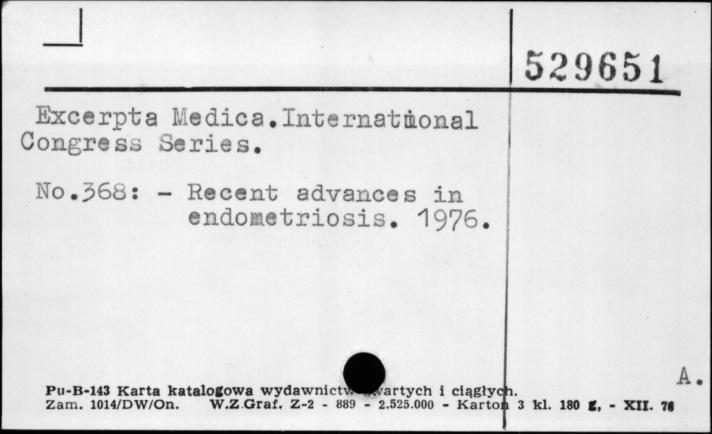 529651
Excerpta Medica.International
Congress Series.
No.368: - Recent advances in
endometriosis. 1976.
A.
Pu-B-143 Karta katalogowa wydawnictw ciągłych.
Zam. 1014/DW/On. W.Z.Graf. Z-2 - 889 - 2.525.000 - Karton 3 kl. 180 g, - XII. 76